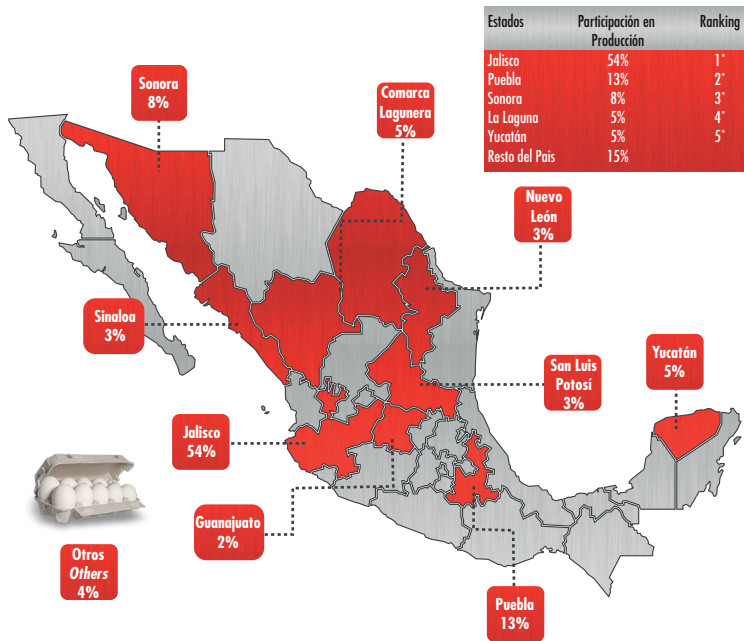 Estados Participación en Ranking
Producción
Jalisco 54% 1°
Puebla 13% 2°
Sonora 8% 3°
La Laguna 5% 4°
Yucatán 5% 5°
Resto del Pais 15%
Sonora
8%
Comarca
Lagunera
5%
Nuevo
León
3%
Sinaloa
3%
San Luis
Potosí
3%
Yucatán
5%
Jalisco
54%
Guanajuato
2%
Otros
Others
4%
Puebla
13%